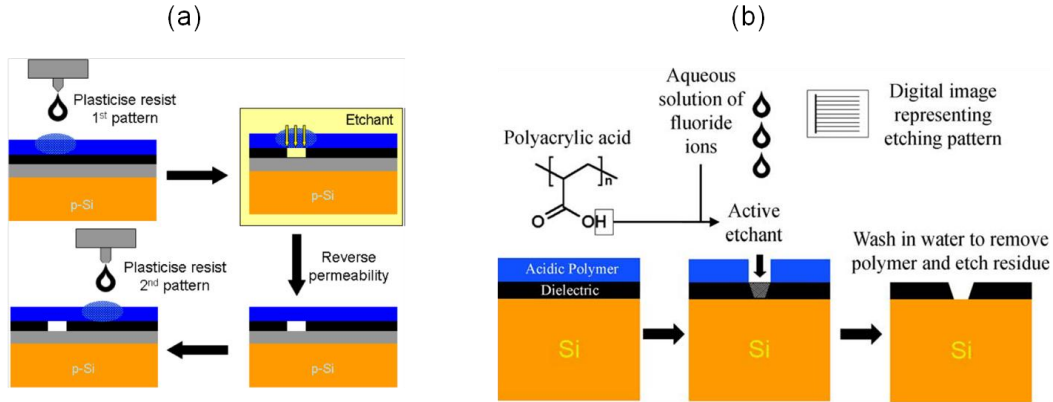 (a)
Plasticise resist
1st pattern
p-Si
Etchant
p-Si
Reverse
permeability
Plasticise resist
2nd pattern
p-Si
p-Si
(b)
Aqueous
solution of
fluoride
ions
Digital image
representing
etching pattern
Polyacrylic acid
n
O
OH
Active
etchant
Wash in water to remove
polymer and etch residue
Acidic Polymer
Dielectric
Si
Si
Si